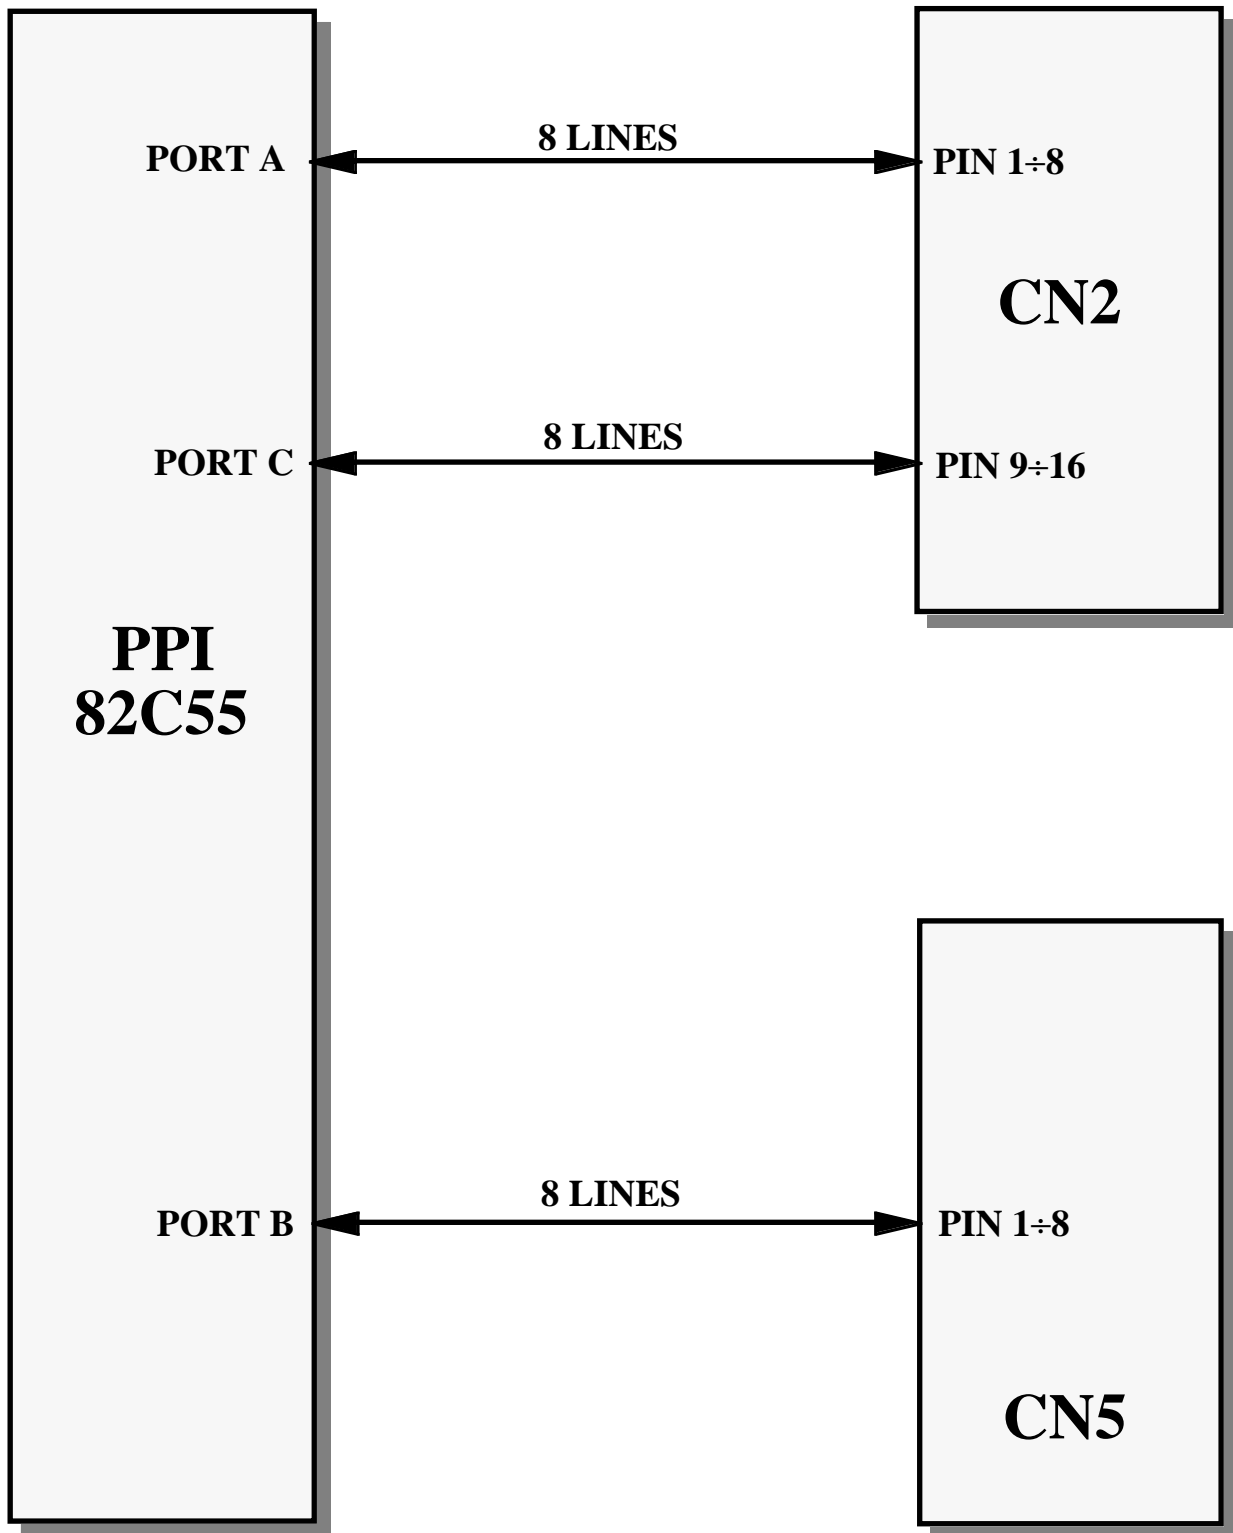 PORT A
8 LINES
PIN 1÷8
CN2
PORT C
8 LINES
PIN 9÷16
PPI
82C55
PORT B
8 LINES
PIN 1÷8
CN5